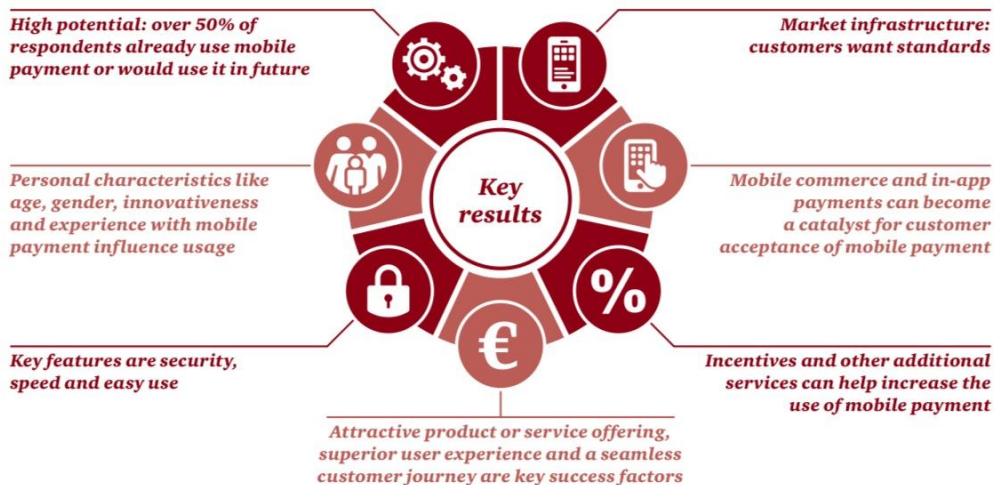 High potential: over 50% of
respondents already use mobile
payment or would use it in future
Market infrastructure:
customers want standards
Personal characteristics like
age, gender, innovativeness
and experience with mobile
payment influence usage
Key
results
Mobile commerce and in-app
payments can become
a catalyst for customer
acceptance of mobile payment
%
€
Key features are security,
speed and easy use
Incentives and other additional
services can help increase the
use of mobile payment
Attractive product or service offering,
superior user experience and a seamless
customer journey are key success factors